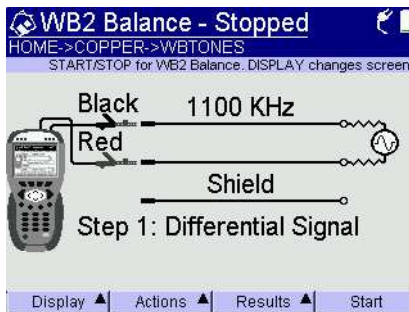 WB2 Balance - Stopped
HOME->COPPER->WBTONES
START/STOP for WB2 Balance. DISPLAY changes screen
Black 1100 KHz
Red
Shield
Step 1: Differential Signal
Display Actions Results Start